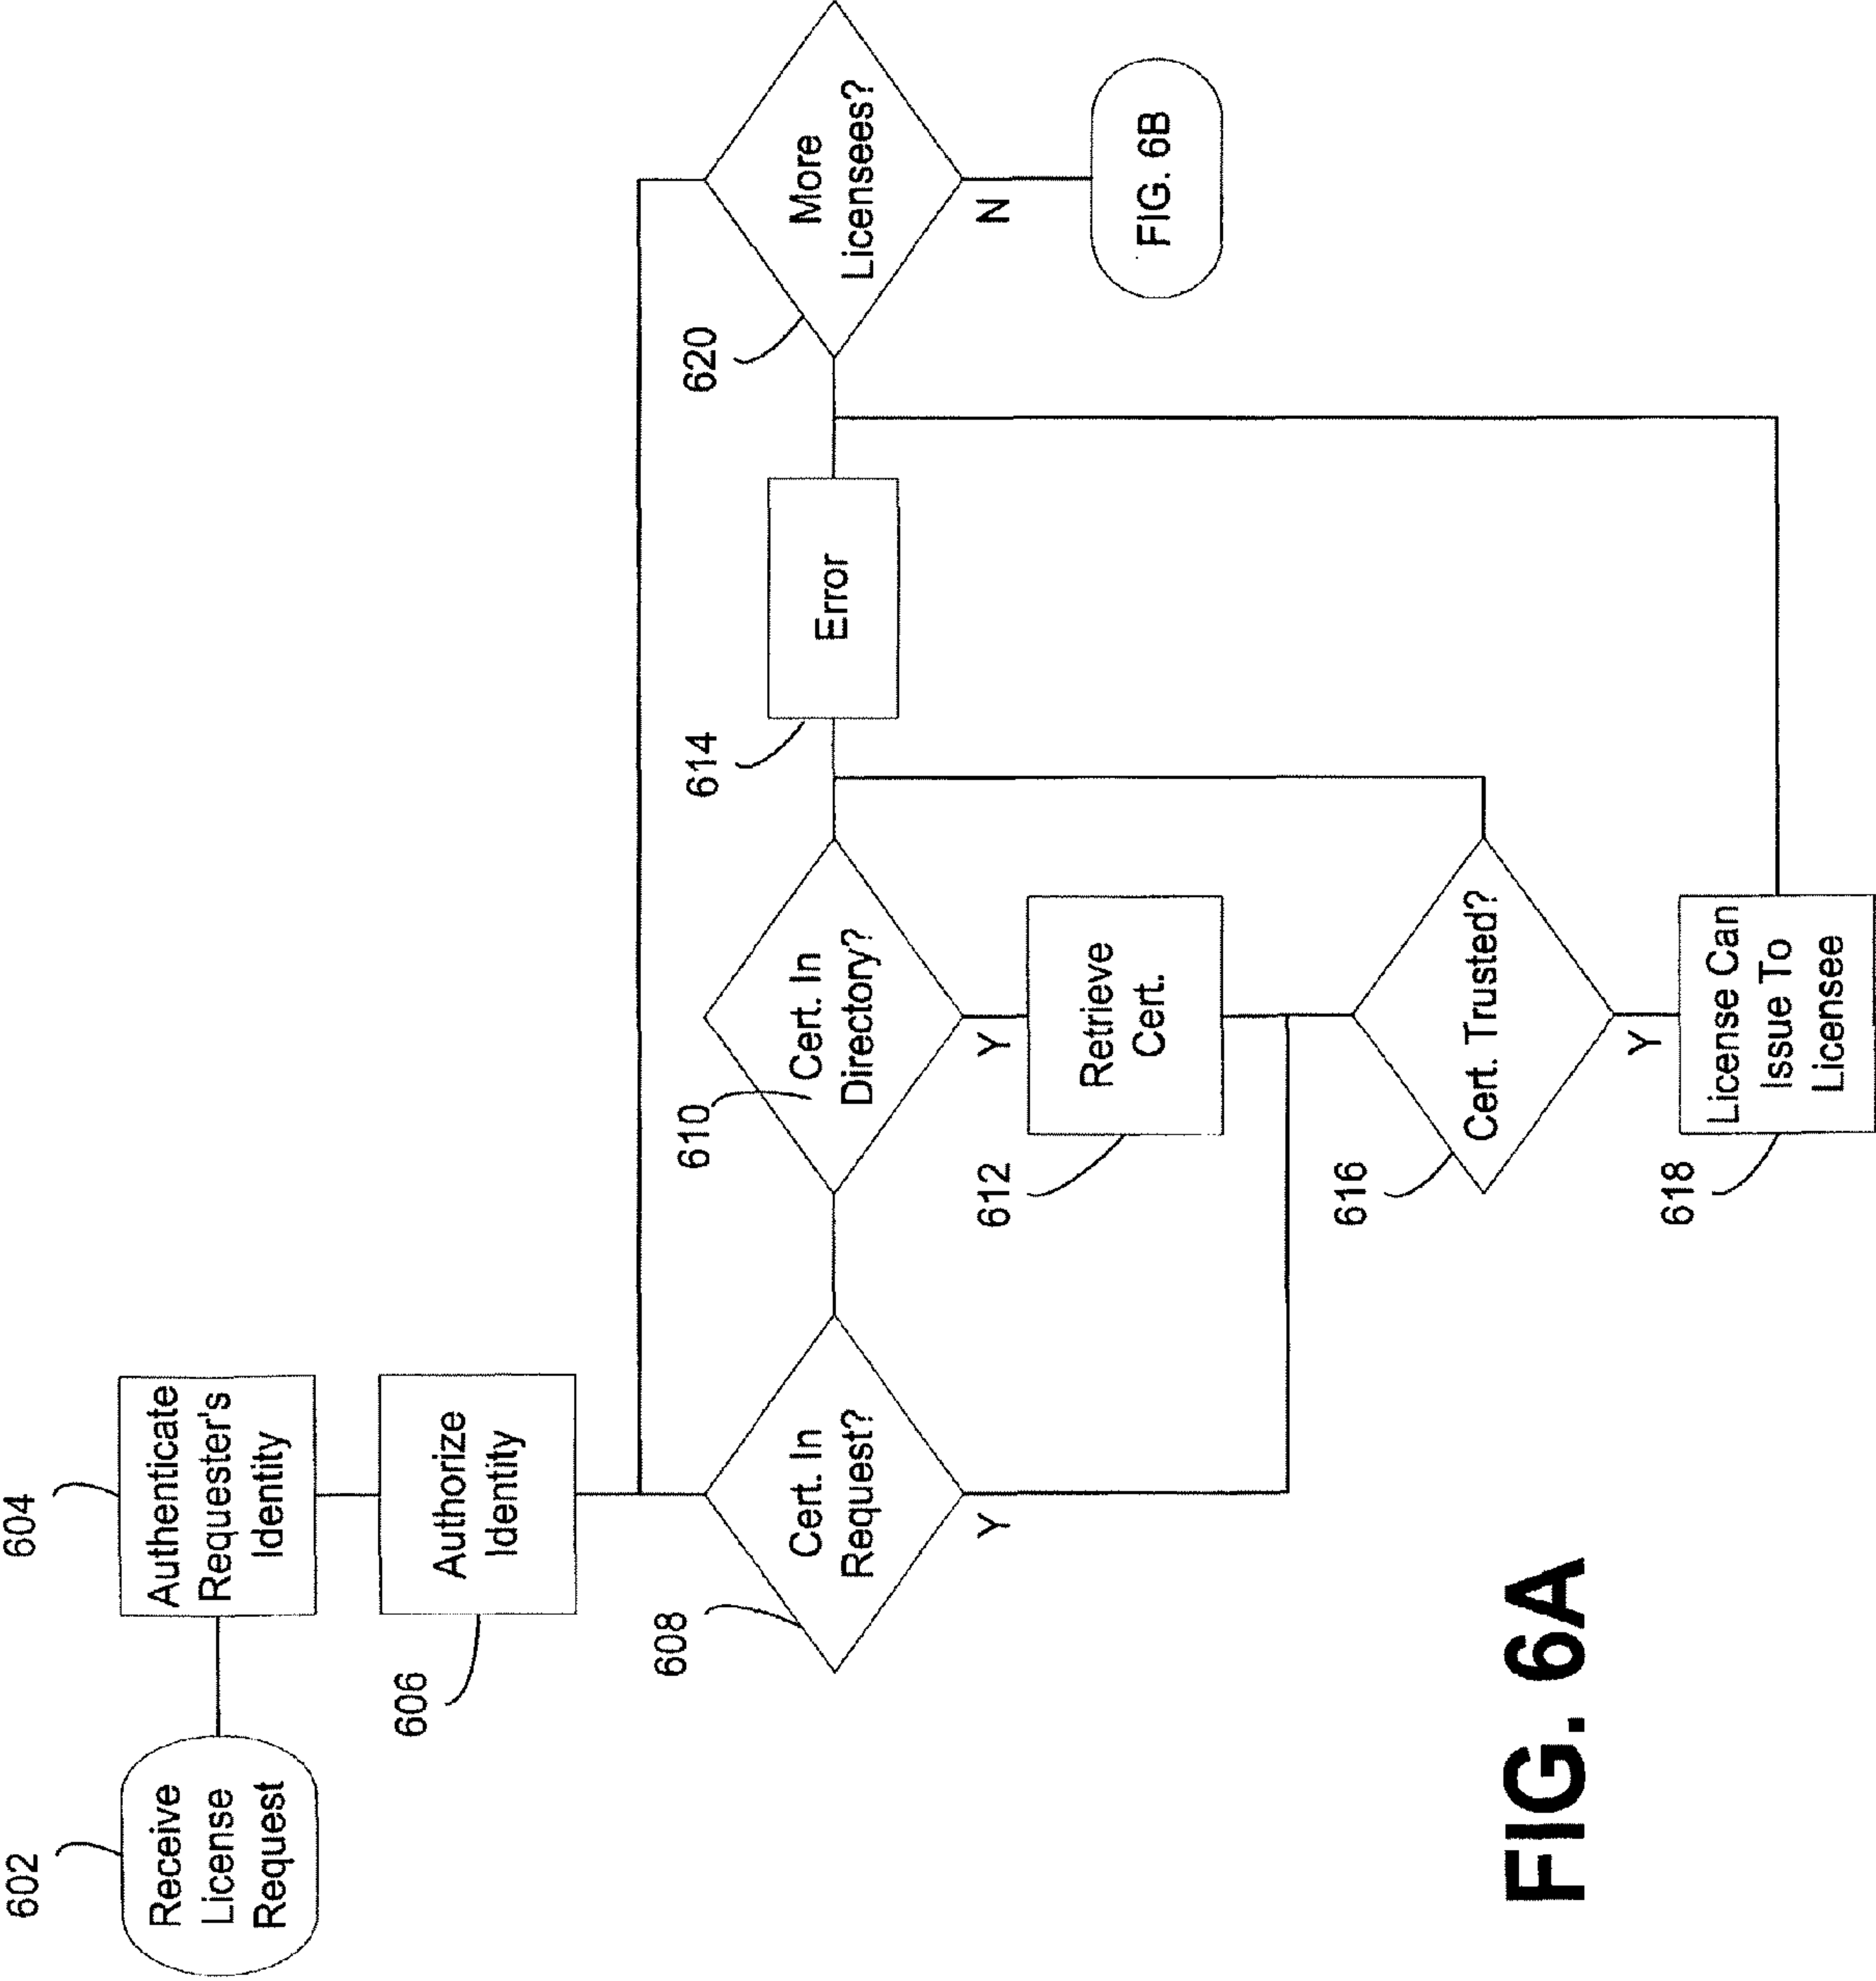 602
Receive
License
Request
604
Authenticate
Requester's
Identity
606
Authorize
Identity
608
Cert. In
Request?
Y
610
Cert. In
Directory?
Y
612
Retrieve
Cert.
614
Error
616
Cert. Trusted?
Y
618
License Can
Issue To
Licensee
620
More
Licensees?
N
FIG. 6B
FIG. 6A